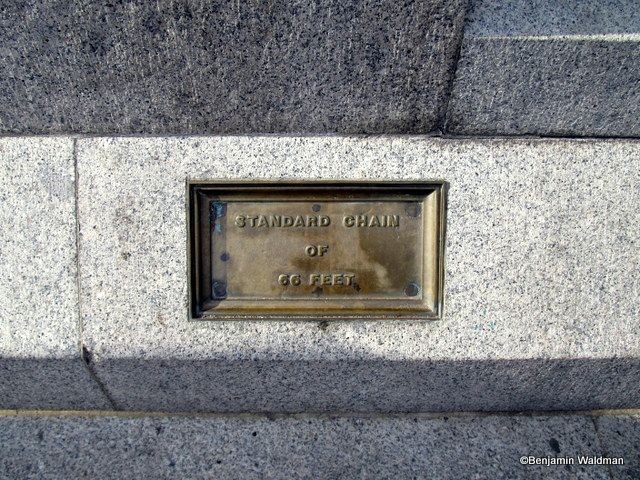 STANDARD CHAIN
OF
66 FEET
©Benjamin Waldman